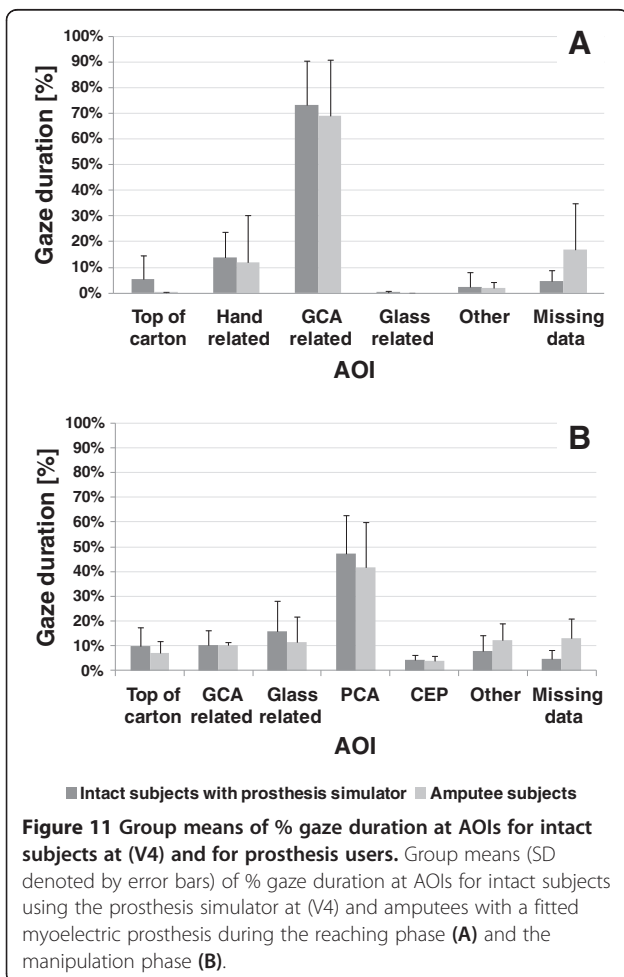 A
Gaze duration [%]
100%
90%
80%
70%
60%
50%
40%
30%
20%
10%
0%
Top of carton
Hand related
GCA related
Glass related
Other
Missing data
AOI
B
Gaze duration [%]
100%
90%
80%
70%
60%
50%
40%
30%
20%
10%
0%
Top of carton
GCA related
Glass related
PCA
CEP
Other
Missing data
AOI
Intact subjects with prosthesis simulator Amputee subjects
Figure 11 Group means of % gaze duration at AOIs for intact
subjects at (V4) and for prosthesis users. Group means (SD
denoted by error bars) of % gaze duration at AOIs for intact subjects
using the prosthesis simulator at (V4) and amputees with a fitted
myoelectric prosthesis during the reaching phase (A) and the
manipulation phase (B).